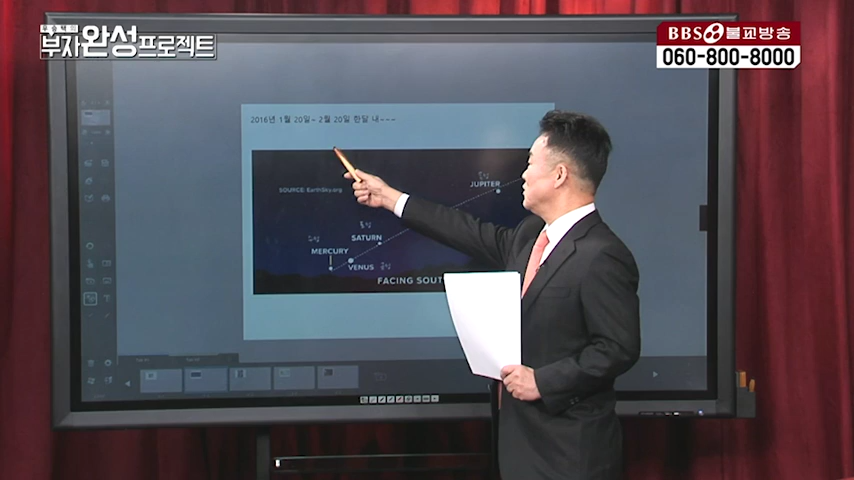 부자완성프로젝트
BBS 불교방송
060-800-8000
2016년 1월 20일~ 2월 20일 한달 내~~~
SOURCE: EarthSky.org
JUPITER
SATURN
MERCURY
VENUS
FACING SOUT